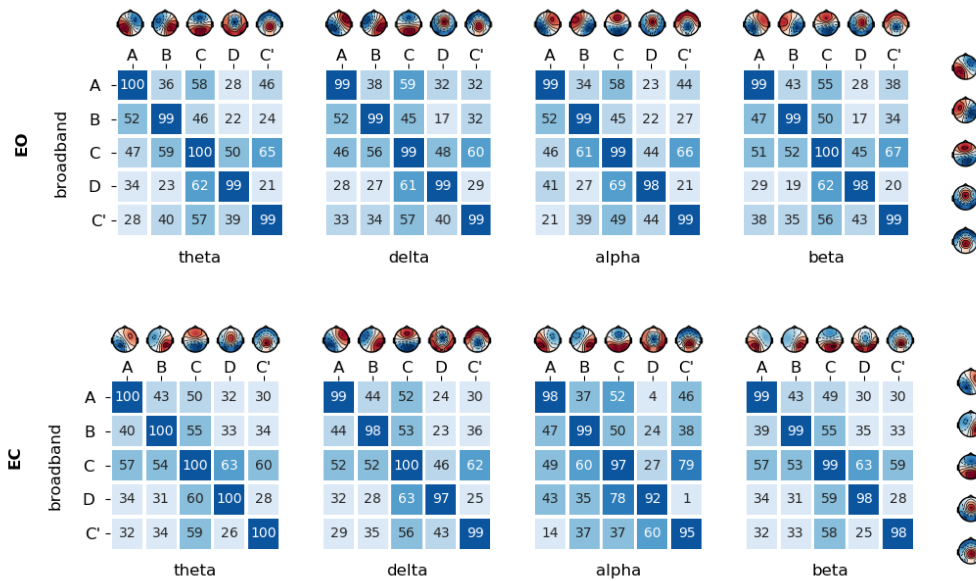 A B C D C' A B C D C' A B C D C' A B C D C'
A 100 36 58 28 46 99 38 59 32 32 99 34 58 23 44 99 43 55 28 38
B 52 99 46 22 24 52 99 45 17 32 52 99 45 22 27 47 99 50 17 34
C 47 59 100 50 65 46 56 99 48 60 46 61 99 44 66 51 52 100 45 67
D 34 23 62 99 21 28 27 61 99 29 41 27 69 98 21 29 19 62 98 20
C' 28 40 57 39 99 33 34 57 40 99 21 39 49 44 99 38 35 56 43 99
EO
broadband
theta delta alpha beta
A B C D C' A B C D C' A B C D C' A B C D C'
A 100 43 50 32 30 99 44 52 24 30 98 37 52 4 46 99 43 49 30 30
B 40 100 55 33 34 44 98 53 23 36 47 99 50 24 38 39 99 55 35 33
C 57 54 100 63 60 52 52 100 46 62 49 60 97 27 79 57 53 99 63 59
D 34 31 60 100 28 32 28 63 97 25 43 35 78 92 1 34 31 59 98 28
C' 32 34 59 26 100 29 35 56 43 99 14 37 37 60 95 32 33 58 25 98
EC
broadband
theta delta alpha beta